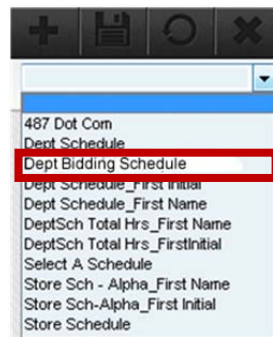 487 Dot Com
Dept Schedule
Dept Bidding Schedule
Dept Schedule_First Initial
Dept Schedule_First Name
DeptSch Total Hrs_First Name
DeptSch Total Hrs_FirstInitial
Select A Schedule
Store Sch - Alpha_First Name
Store Sch-Alpha_First Initial
Store Schedule